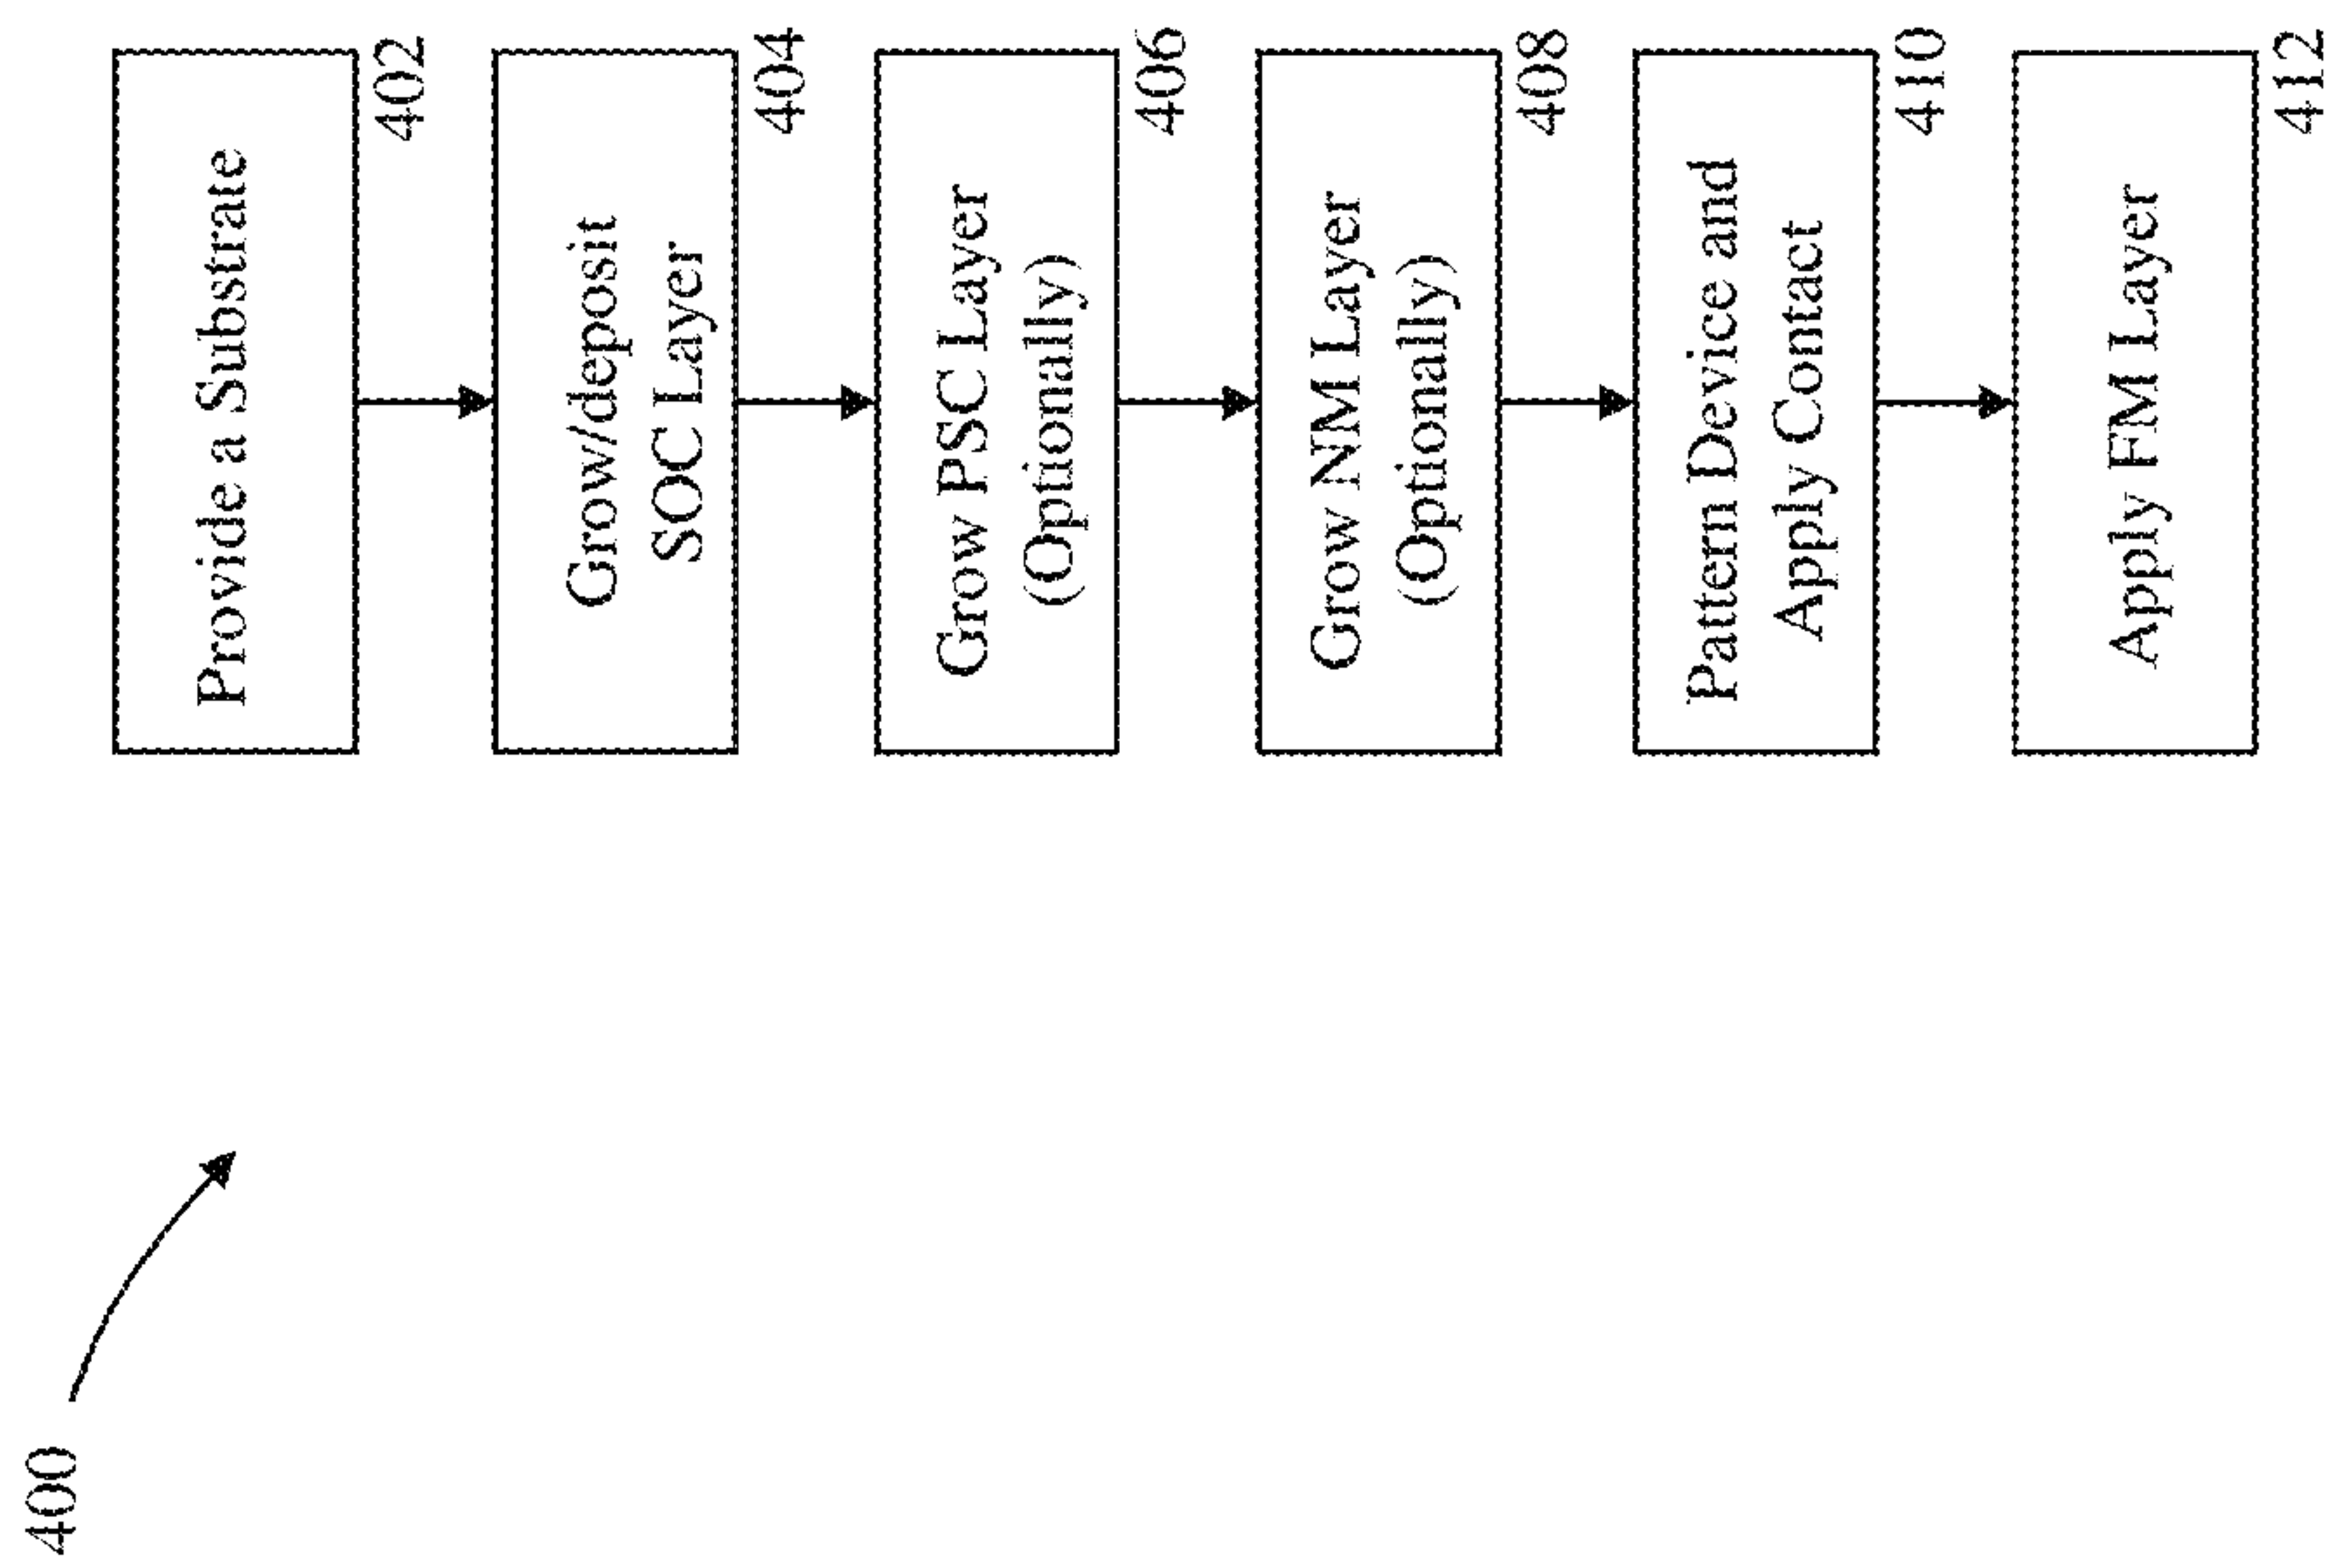 400
Provide a Substrate
402
Grow/deposit
SOC Layer
404
Grow PSC Layer
(Optionally)
406
Grow NM Layer
(Optionally)
408
Pattern Device and
Apply Contact
410
Apply FM Layer
412